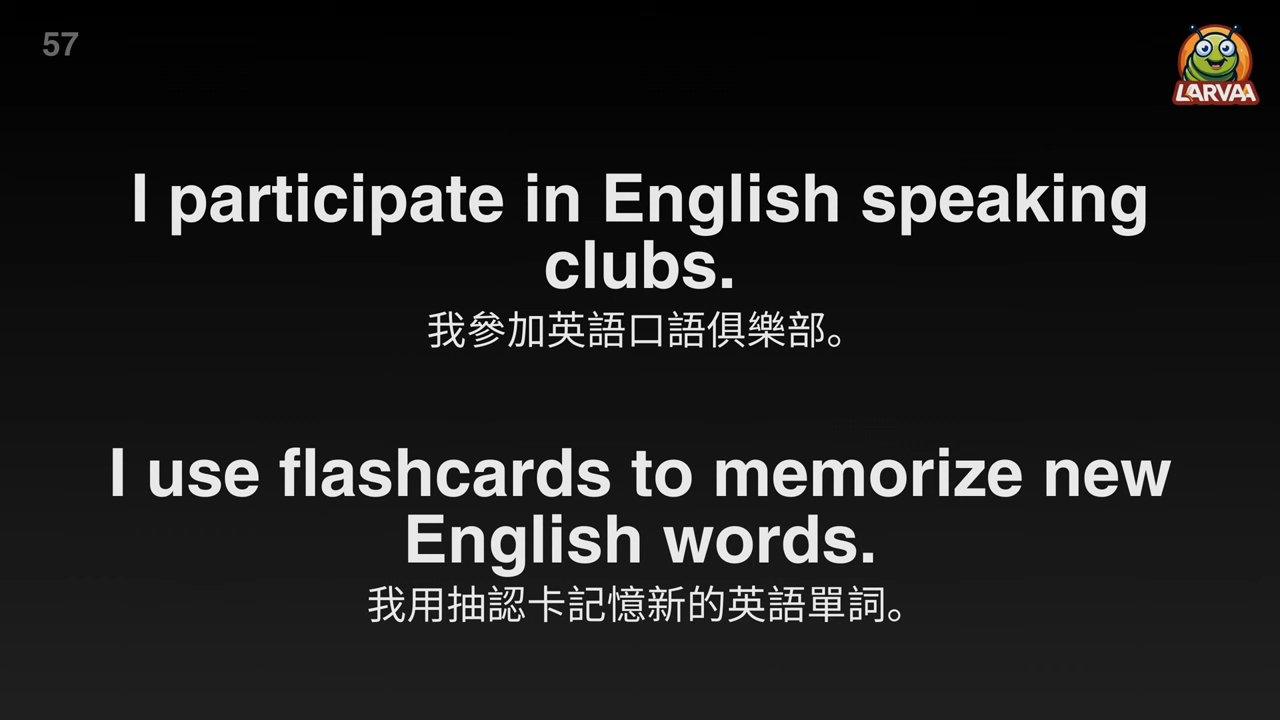 57
LARVAA
I participate in English speaking
clubs.
我參加英語口語俱樂部。
I use flashcards to memorize new
English words.
我用抽認卡記憶新的英語單詞。